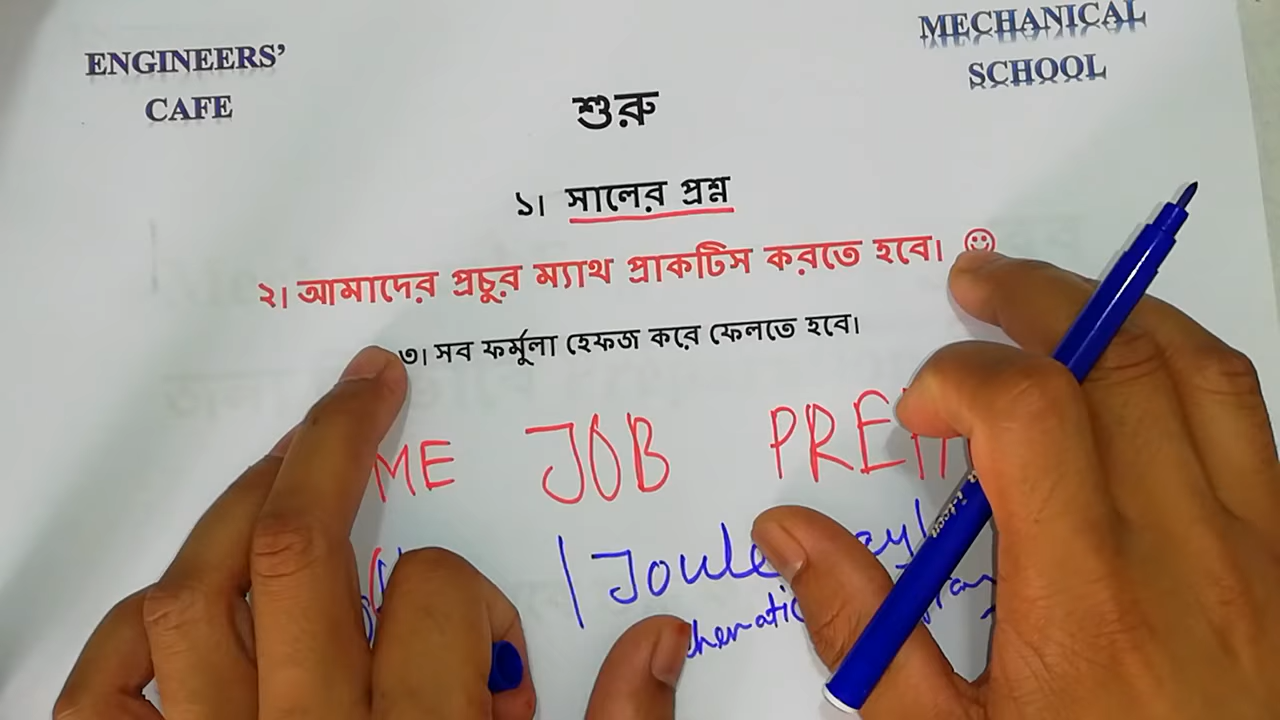 ENGINEERS' CAFE
MECHANICAL SCHOOL
শুরু
১। সালের প্রশ্ন
২। আমাদের প্রচুর ম্যাথ প্রাকটিস করতে হবে। ☺
৩। সব ফর্মুলা হেফজ করে ফেলতে হবে।
ME JOB
Joule